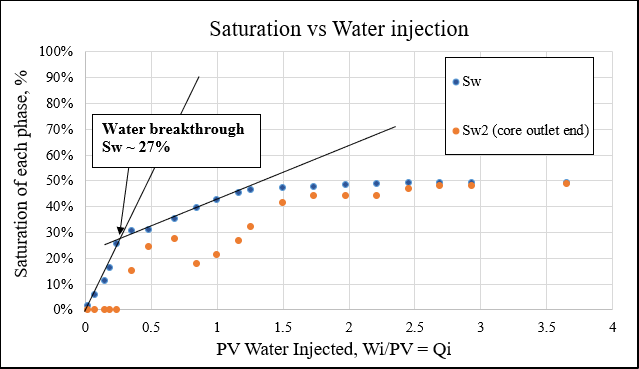 Saturation vs Water injection
Saturation of each phase, %
100%
90%
80%
70%
60%
50%
40%
30%
20%
10%
0%
Water breakthrough
Sw ~ 27%
Sw
Sw2 (core outlet end)
0
0.5
1
1.5
2
2.5
3
3.5
4
PV Water Injected, Wi/PV = Qi